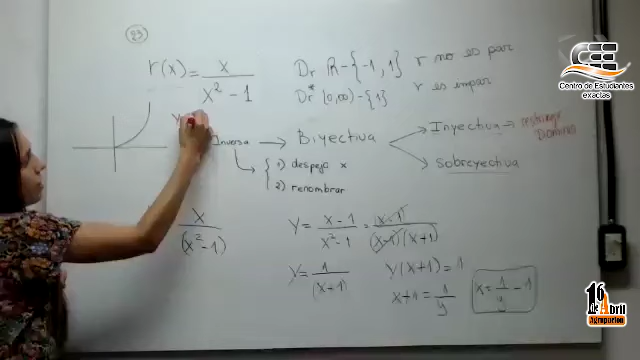 23
r(x) = x / (x² - 1)
Dr R - {-1, 1} r no es par
Dr* (0,∞) - {1} r es impar
Inversa → Biyectiva
Inyectiva → restringir Dominio
sobreyectiva
1) despeja x
2) renombrar
x / (x² - 1)
y = x - 1 / x² - 1 = (x - 1) / (x - 1)(x + 1)
y = 1 / (x + 1)
y(x + 1) = 1
x + 1 = 1 / y
x = 1 / y - 1
CEE
Centro de Estudiantes
exactas
16 de Abril
Agrupación